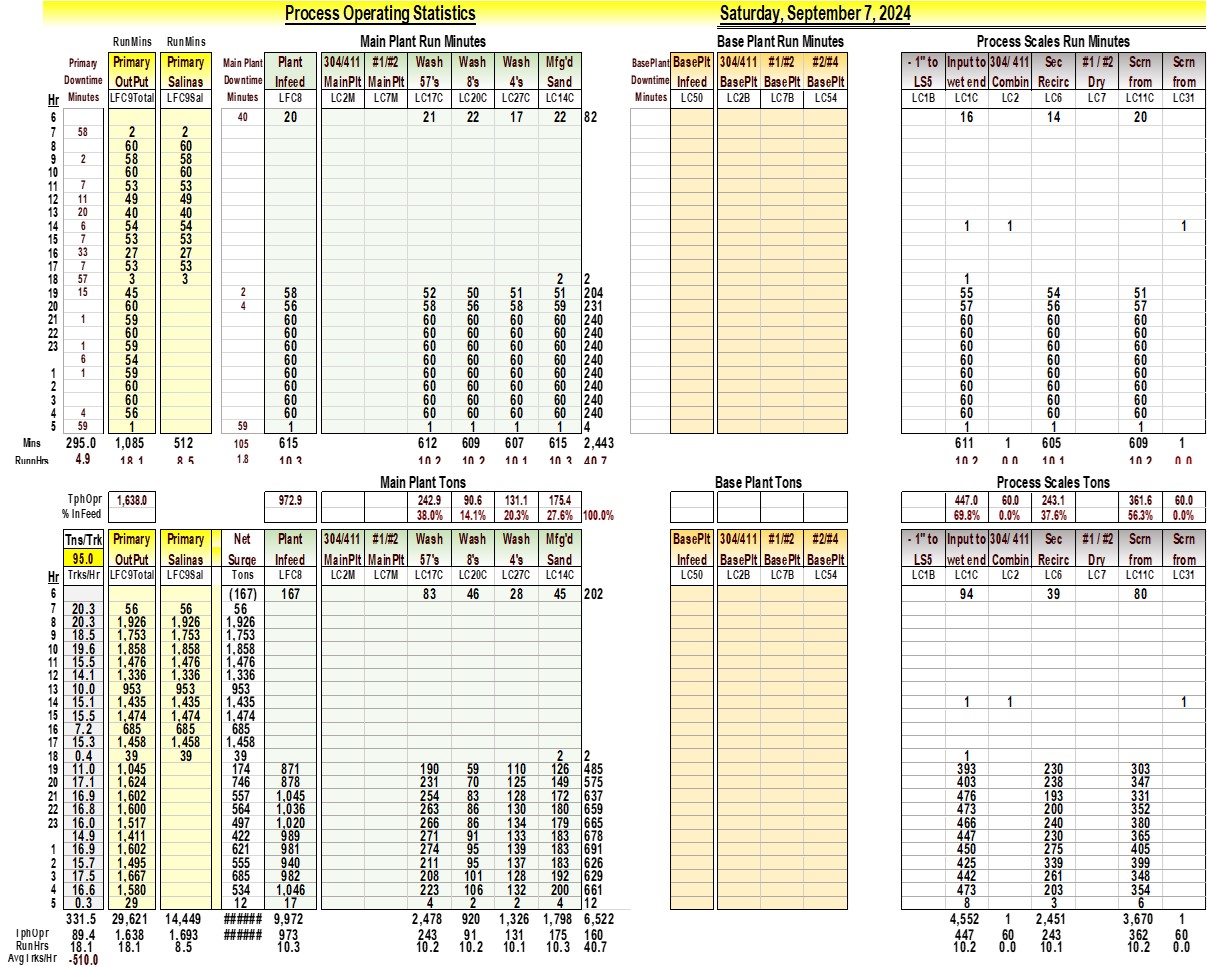 Process Operating Statistics Saturday, September 7, 2024
RunMins RunMins Main Plant Run Minutes Base Plant Run Minutes Process Scales Run Minutes
Primary Primary Primary Main Plant Plant 304/411 #1/#2 Wash Wash Wash Mfg'd BasePlant BasePlt 304/411 #1/#2 #2/#4 - 1" to Input to 304/ 411 Sec #1 / #2 Scrn Scrn
Downtime OutPut Salinas Downtime Infeed MainPlt MainPlt 57's 8's 4's Sand Downtime Infeed BasePlt BasePlt BasePlt LS5 wet end Combin Recirc Dry from from
Hr Minutes LFC9Total LFC9Sal Minutes LFC8 LC2M LC7M LC17C LC20C LC27C LC14C Minutes LC50 LC2B LC7B LC54 LC1B LC1C LC2 LC6 LC7 LC11C LC31
6 40 20 21 22 17 22 82 16 14 20
7 58 2 2
8 60 60
9 2 58 58
10 60 60
11 7 53 53
12 11 49 49
13 20 40 40
14 6 54 54 1 1 1
15 7 53 53
16 33 27 27
17 7 53 53
18 57 3 3 2 2 1
19 15 45 2 58 52 50 51 51 204 55 54 51
20 60 4 56 58 56 58 59 231 56 56 57
21 1 59 60 60 60 60 60 240 60 60 60
22 60 60 60 60 60 60 240 60 60 60
23 1 59 60 60 60 60 60 240 60 60 60
6 54 60 60 60 60 60 240 60 60 60
1 1 59 60 60 60 60 60 240 60 60 60
2 60 60 60 60 60 60 240 60 60 60
3 60 60 60 60 60 60 240 60 60 60
4 4 56 60 60 60 60 60 240 60 60 60
5 59 1 59 1 1 1 1 1 4 1 1 1
Mins 295.0 1,085 512 105 615 612 609 607 615 2,443 611 1 605 609 1
RunnHrs 4.9 18.1 8.5 1.8 10.3 10.2 10.2 10.1 10.3 40.7 10.2 0.0 10.1 10.2 0.0
Main Plant Tons Base Plant Tons Process Scales Tons
TphOpr 1,638.0 972.9 242.9 90.6 131.1 175.4 447.0 60.0 243.1 361.6 60.0
% InFeed 38.0% 14.1% 20.3% 27.6% 100.0% 69.8% 0.0% 37.6% 56.3% 0.0%
Tns/Trk Primary Primary Net Plant 304/411 #1/#2 Wash Wash Wash Mfg'd BasePlt 304/411 #1/#2 #2/#4 - 1" to Input to 304/ 411 Sec #1 / #2 Scrn Scrn
95.0 OutPut Salinas Surge Infeed MainPlt MainPlt 57's 8's 4's Sand Infeed BasePlt BasePlt BasePlt LS5 wet end Combin Recirc Dry from from
Hr Trks/Hr LFC9Total LFC9Sal Tons LFC8 LC2M LC7M LC17C LC20C LC27C LC14C LC50 LC2B LC7B LC54 LC1B LC1C LC2 LC6 LC7 LC11C LC31
6 (167) 167 83 46 28 45 202 94 39 80
7 20.3 56 56 56
8 20.3 1,926 1,926 1,926
9 18.5 1,753 1,753 1,753
10 19.6 1,858 1,858 1,858
11 15.5 1,476 1,476 1,476
12 14.1 1,336 1,336 1,336
13 10.0 953 953 953
14 15.1 1,435 1,435 1,435 1 1 1
15 15.5 1,474 1,474 1,474
16 7.2 685 685 685
17 15.3 1,458 1,458 1,458
18 0.4 39 39 39 2 2 1
19 11.0 1,045 174 871 190 59 110 126 485 393 230 303
20 17.1 1,624 746 878 231 70 125 149 575 403 238 347
21 16.9 1,602 557 1,045 254 83 128 172 637 476 193 331
22 16.8 1,600 564 1,036 263 86 130 180 659 473 200 352
23 16.0 1,517 497 1,020 266 86 134 179 665 466 240 380
14.9 1,411 422 989 271 91 133 183 678 447 230 365
1 16.9 1,602 621 981 274 95 139 183 691 450 275 405
2 15.7 1,495 555 940 211 95 137 183 626 425 339 399
3 17.5 1,667 685 982 208 101 128 192 629 442 261 348
4 16.6 1,580 534 1,046 223 106 132 200 661 473 203 354
5 0.3 29 12 17 4 2 2 4 12 8 3 6
331.5 29,621 14,449 ###### 9,972 2,478 920 1,326 1,798 6,522 4,552 1 2,451 3,670 1
TphOpr 89.4 1.638 1.693 ###### 973 243 91 131 175 160 447 60 243 362 60
RunHrs 18.1 18.1 8.5 10.3 10.2 10.2 10.1 10.3 40.7 10.2 0.0 10.1 10.2 0.0
AvgTrks/Hr -510.0